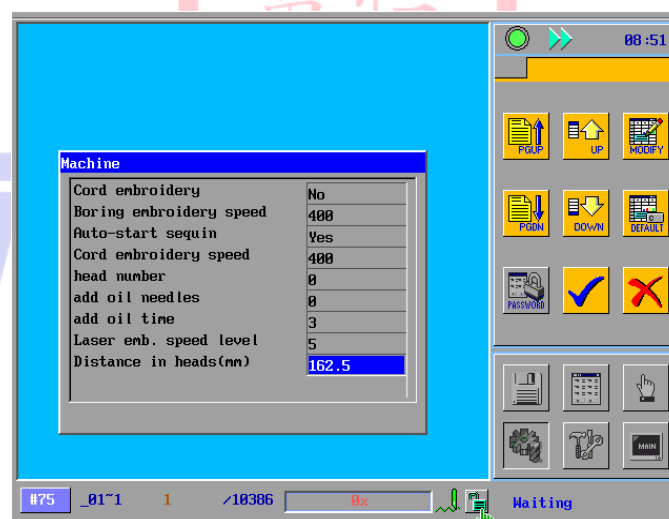 08:51
PGUP UP MODIFY
Machine
Cord embroidery No
Boring embroidery speed 400
Auto-start sequin Yes
Cord embroidery speed 400
head number 0
add oil needles 0
add oil time 3
Laser emb. speed level 5
Distance in heads(mm) 162.5
PGDN DOWN DEFAULT
PASSWORD
MAIN
#75 _01~1 1 /10386 0% Waiting